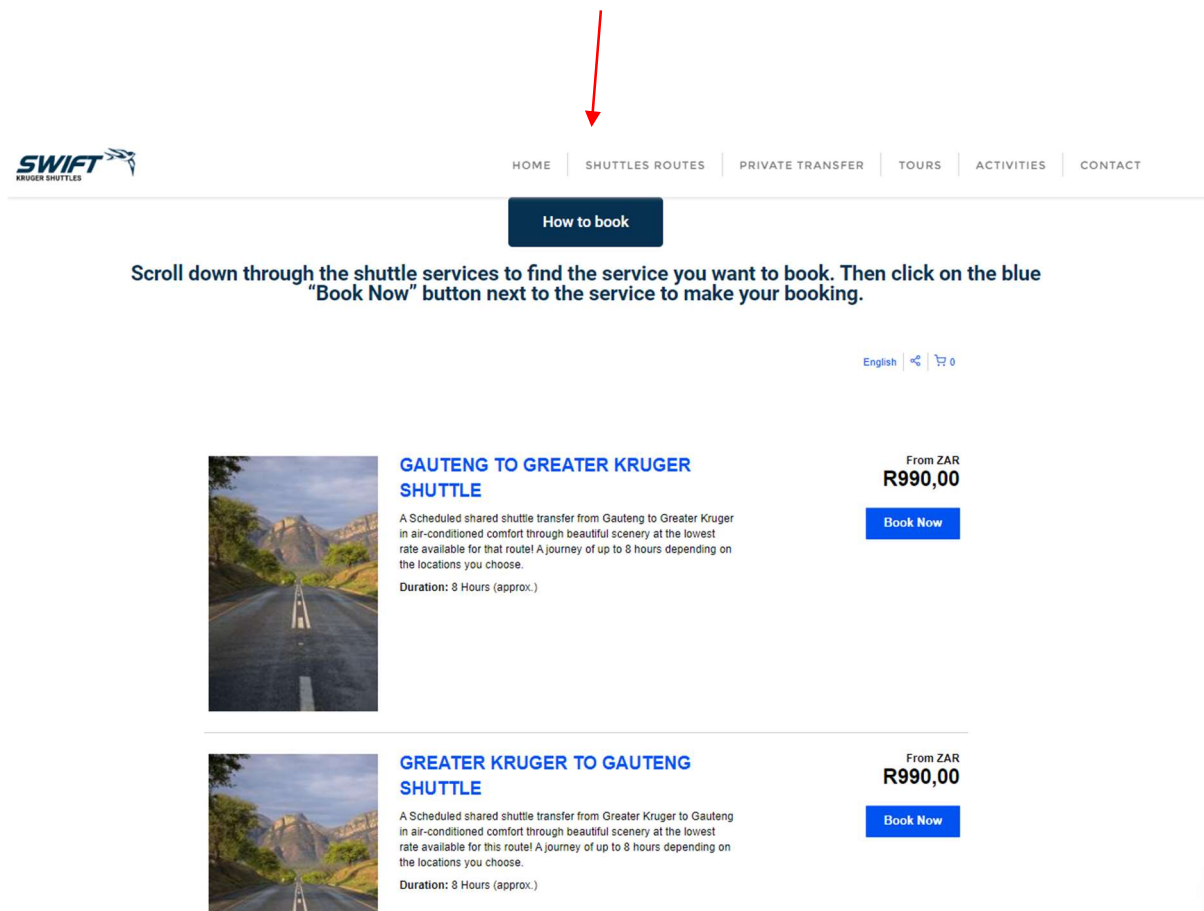 SWIFT
KRUGER SHUTTLES
HOME
SHUTTLES ROUTES
PRIVATE TRANSFER
TOURS
ACTIVITIES
CONTACT
How to book
Scroll down through the shuttle services to find the service you want to book. Then click on the blue
“Book Now” button next to the service to make your booking.
English
0
GAUTENG TO GREATER KRUGER
SHUTTLE
A Scheduled shared shuttle transfer from Gauteng to Greater Kruger
in air-conditioned comfort through beautiful scenery at the lowest
rate available for that route! A journey of up to 8 hours depending on
the locations you choose.
Duration: 8 Hours (approx.)
From ZAR
R990,00
Book Now
GREATER KRUGER TO GAUTENG
SHUTTLE
A Scheduled shared shuttle transfer from Greater Kruger to Gauteng
in air-conditioned comfort through beautiful scenery at the lowest
rate available for this route! A journey of up to 8 hours depending on
the locations you choose.
Duration: 8 Hours (approx.)
From ZAR
R990,00
Book Now